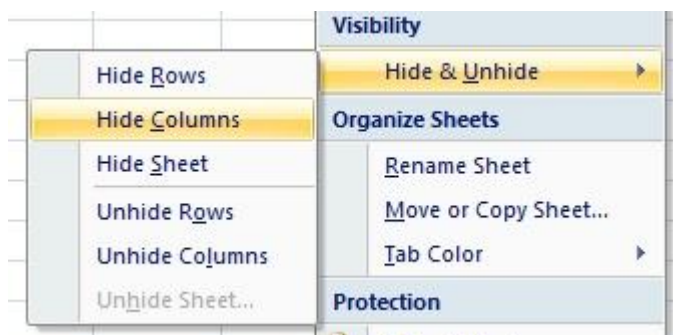 Visibility
Hide & Unhide
Organize Sheets
Rename Sheet
Move or Copy Sheet...
Tab Color
Protection
Hide Rows
Hide Columns
Hide Sheet
Unhide Rows
Unhide Columns
Unhide Sheet...